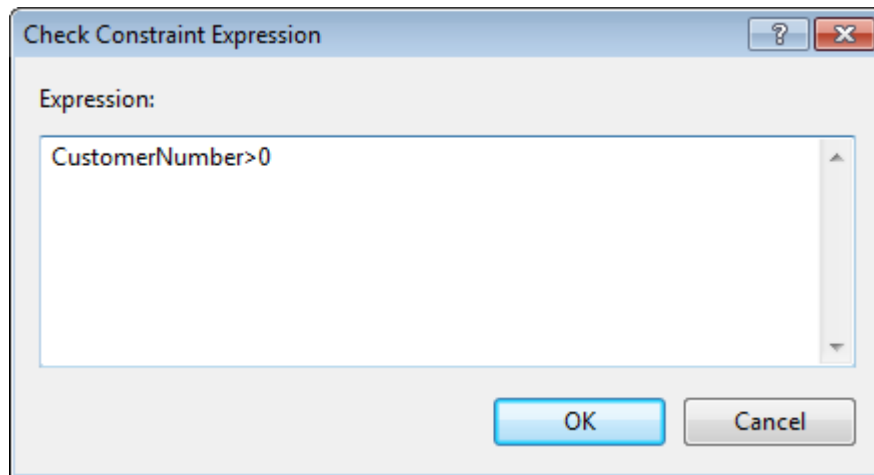 Check Constraint Expression
Expression:
CustomerNumber>0
OK
Cancel